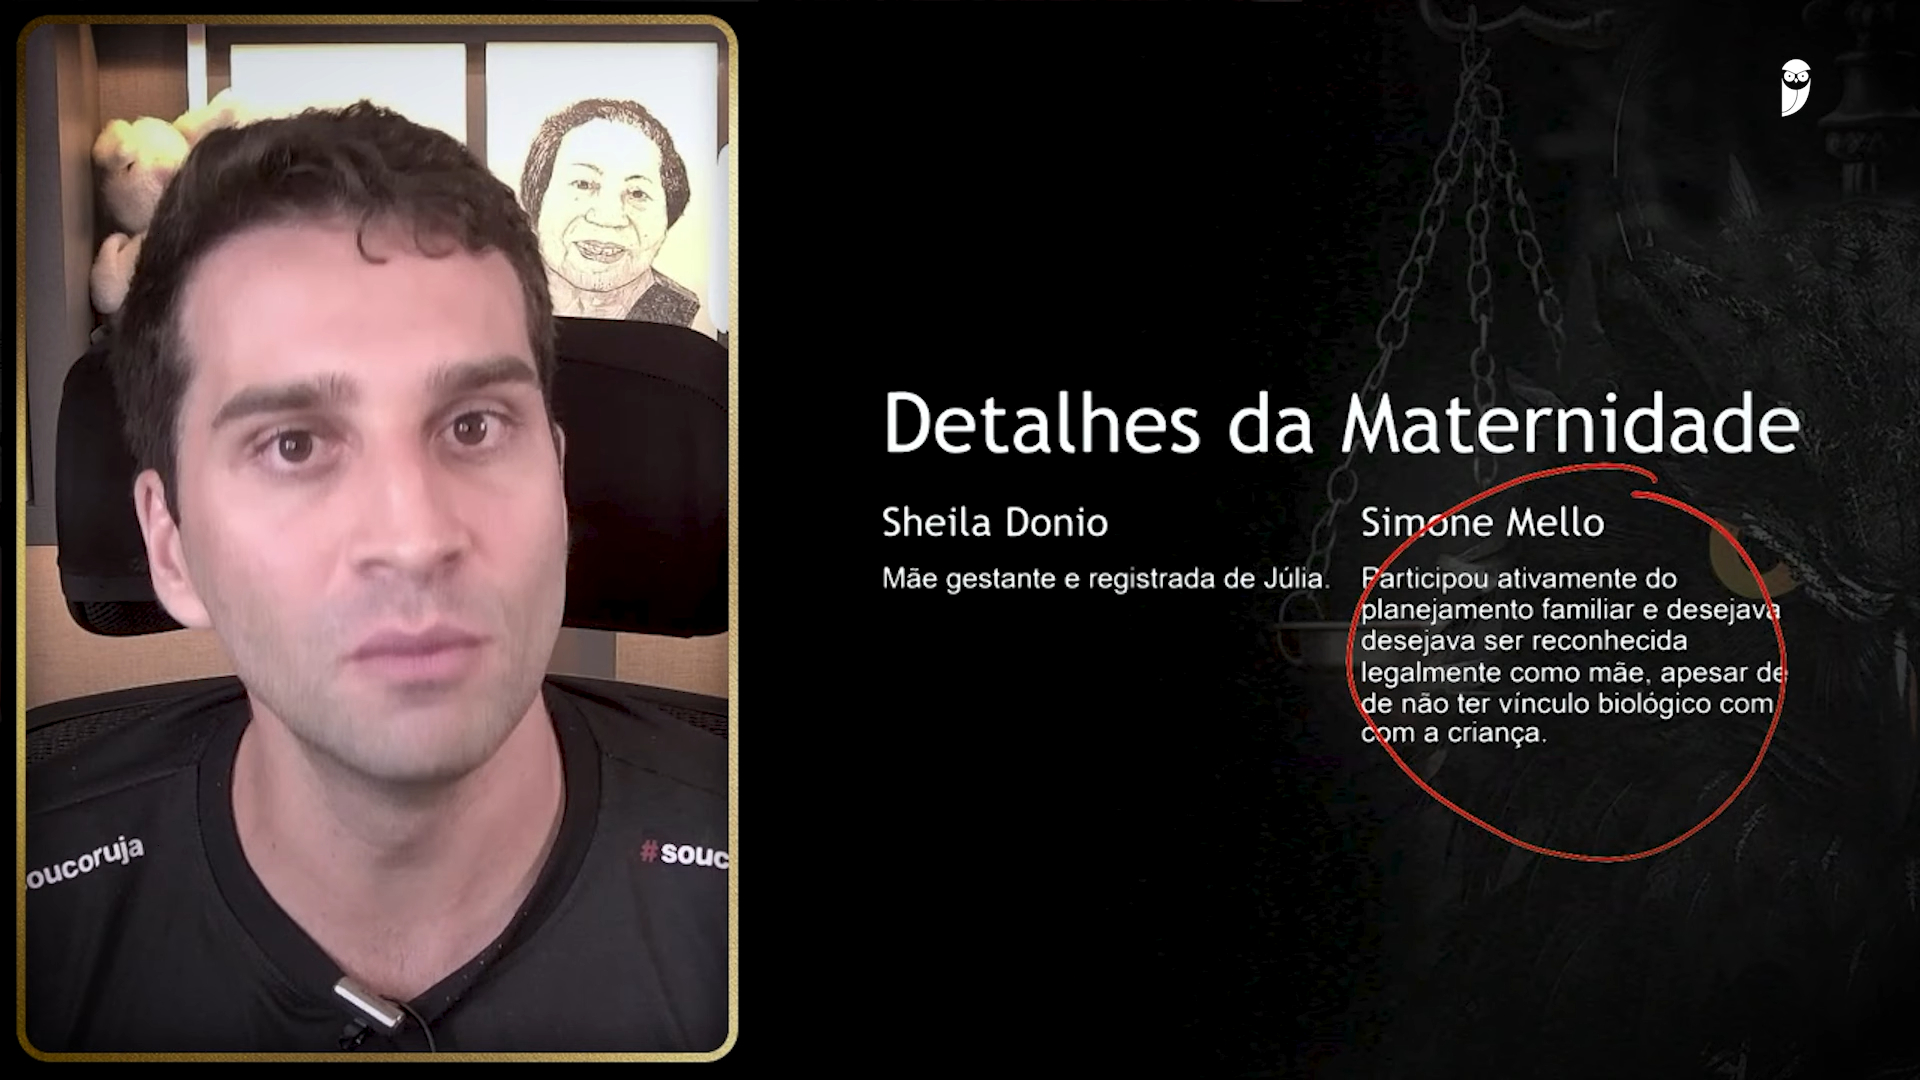 Detalhes da Maternidade
Sheila Donio
Mãe gestante e registrada de Júlia.
Simone Mello
Participou ativamente do
planejamento familiar e desejava
desejava ser reconhecida
legalmente como mãe, apesar de
de não ter vínculo biológico com
com a criança.
oucoruja
#souc